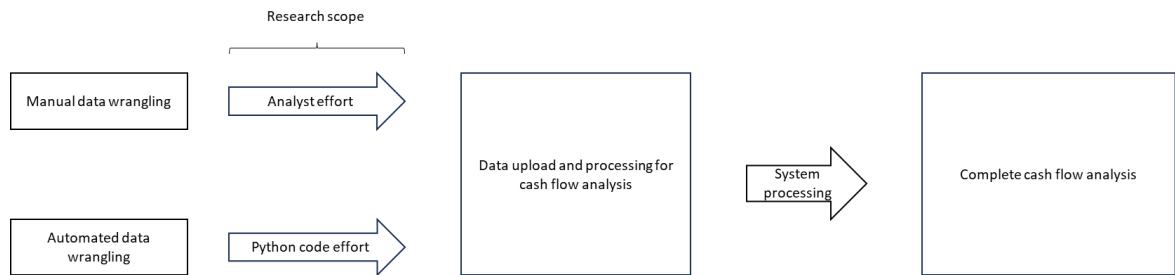 Research scope
Manual data wrangling
Analyst effort
Data upload and processing for
cash flow analysis
System
processing
Complete cash flow analysis
Automated data
wrangling
Python code effort